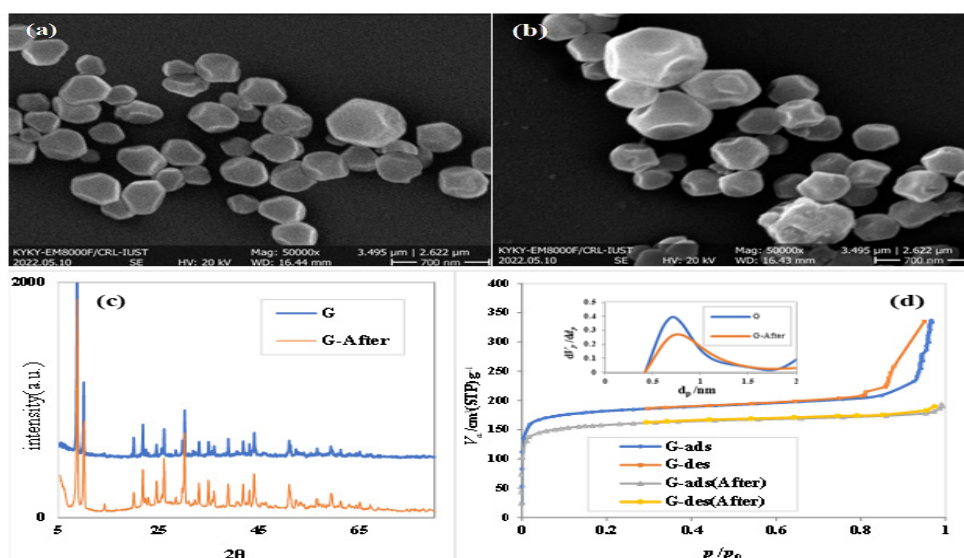 (a)
KYKY-EM8000F/CRL-IUST Mag: 50000x 3.495 μm | 2.622 μm
2022.05.10 SE HV: 20 kV WD: 16.44 mm 700 nm
(b)
KYKY-EM8000F/CRL-IUST Mag: 50000x 3.495 μm | 2.622 μm
2022.05.10 SE HV: 20 kV WD: 16.43 mm 700 nm
(c)
2000
0
intensity(a.u.)
G
G-After
5 25 45 65
2θ
(d)
400
350
300
250
200
150
100
50
0
Vₐ/cm³(STP)g⁻¹
0 0.2 0.4 0.6 0.8 1
p/p₀
0.5
0.4
0.3
0.2
0.1
0
dVₚ/ddₚ
0 0.5 1 1.5 2
dₚ /nm
G
G-After
G-ads
G-des
G-ads(After)
G-des(After)